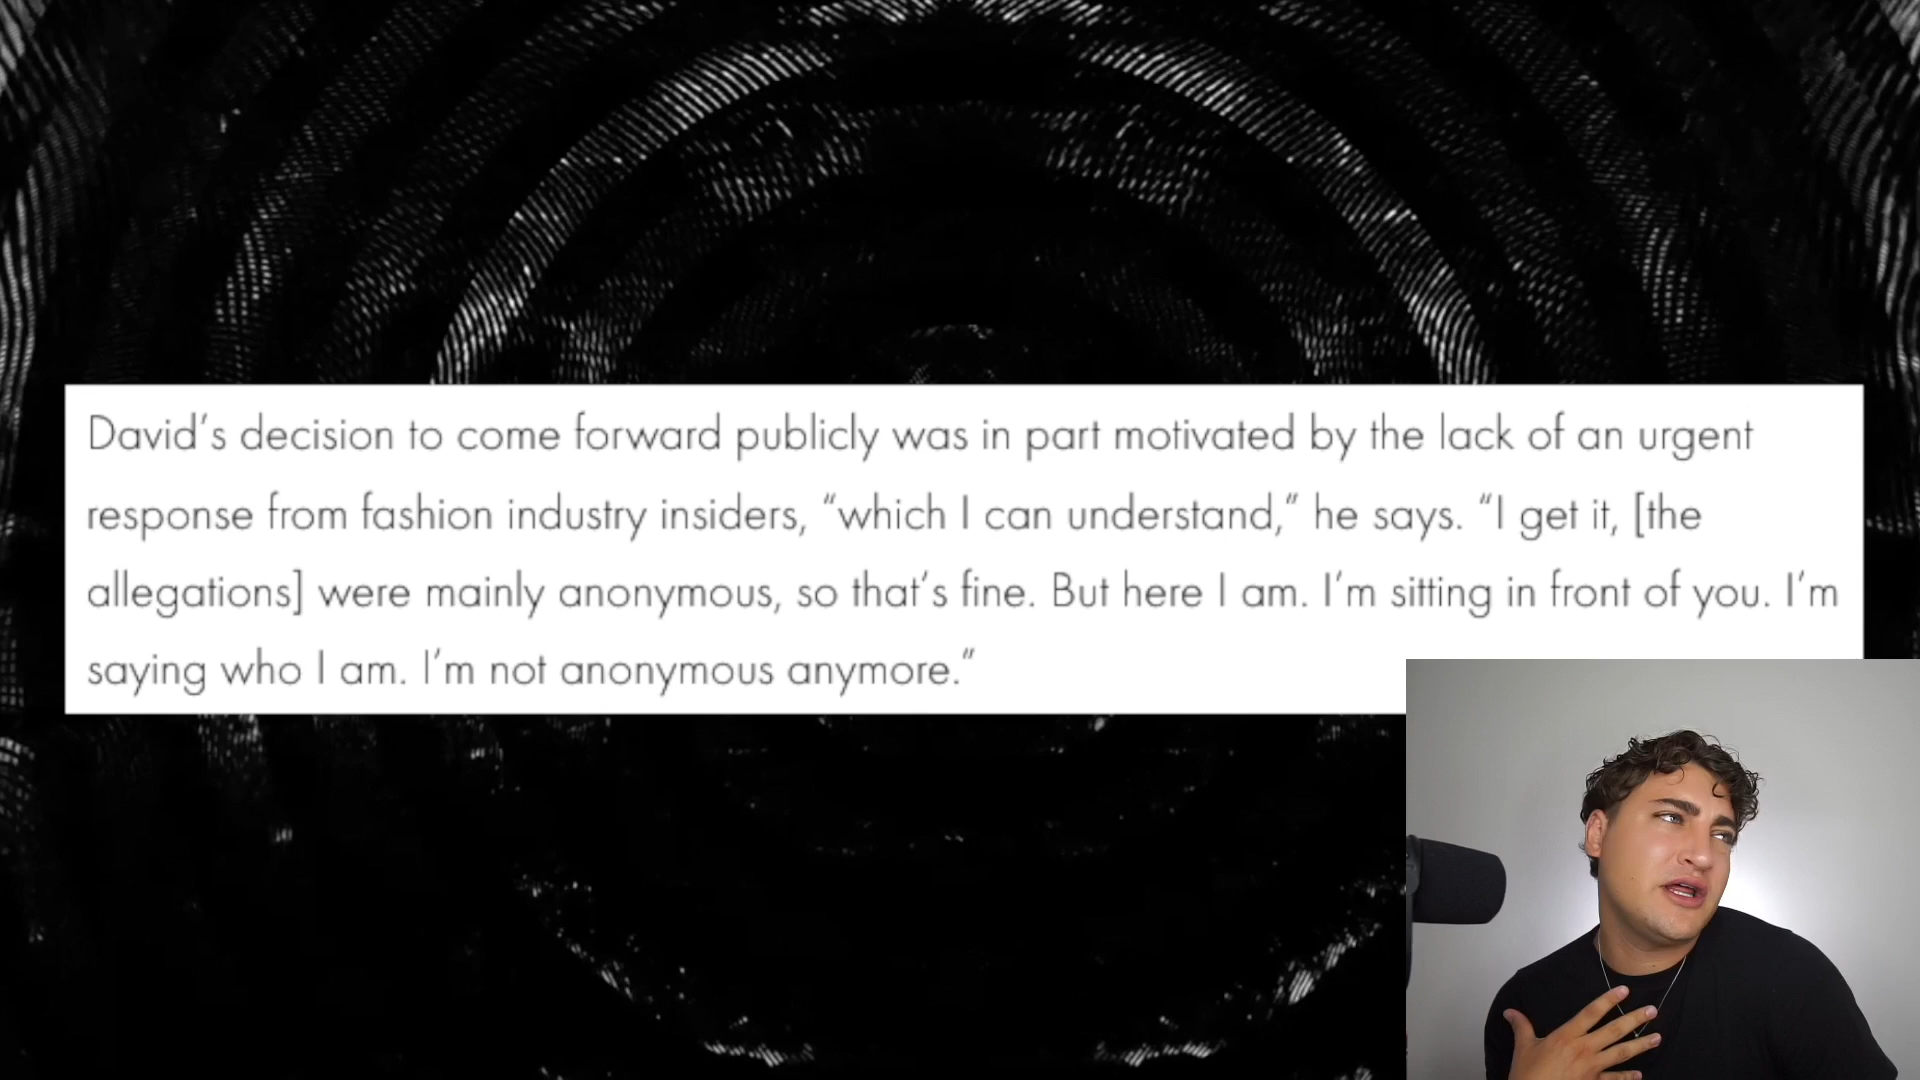 David’s decision to come forward publicly was in part motivated by the lack of an urgent
response from fashion industry insiders, “which I can understand,” he says. “I get it, [the
allegations] were mainly anonymous, so that’s fine. But here I am. I’m sitting in front of you. I’m
saying who I am. I’m not anonymous anymore.”